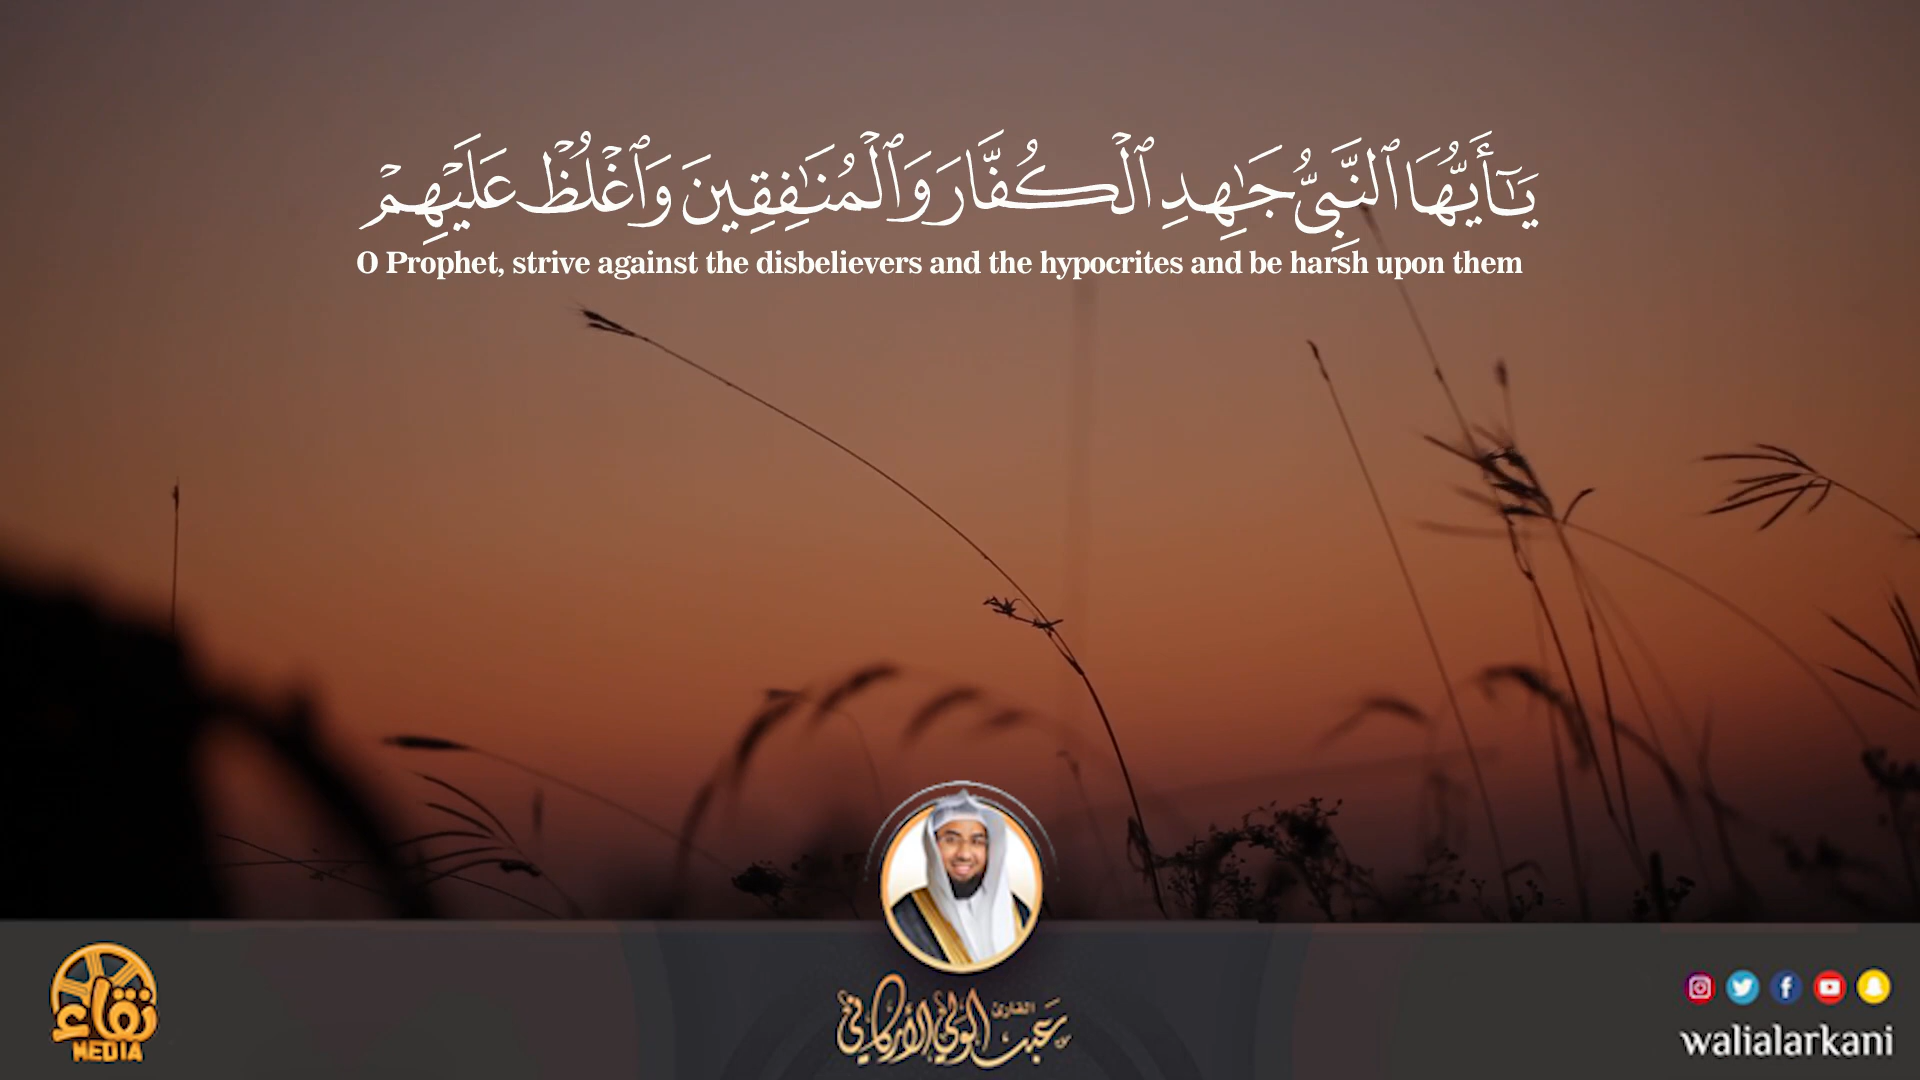 يَـٰٓأَيُّهَا ٱلنَّبِىُّ جَـٰهِدِ ٱلْكُفَّارَ وَٱلْمُنَـٰفِقِينَ وَٱغْلُظْ عَلَيْهِمْ
O Prophet, strive against the disbelievers and the hypocrites and be harsh upon them
نقاء
MEDIA
القارئ
عبد الولي الأركاني
walialarkani